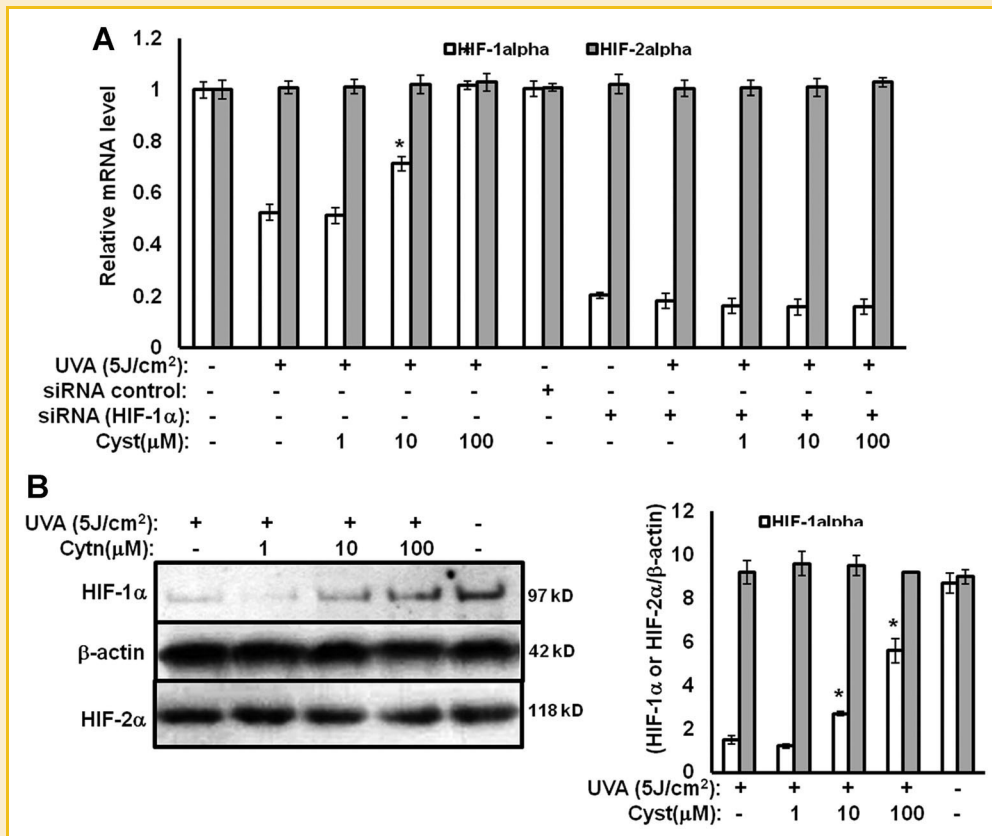 A
HIF-1alpha HIF-2alpha
1.2
1
0.8
0.6
0.4
0.2
0
Relative mRNA level
*
*
UVA (5J/cm²): - + + + + - - + + + +
siRNA control: - - - - - + - - - - -
siRNA (HIF-1α): - - - - - - + + + + +
Cyst(μM): - - 1 10 100 - - - 1 10 100
B
UVA (5J/cm²): + + + + -
Cytn(μM): - 1 10 100 -
HIF-1α 97 kD
β-actin 42 kD
HIF-2α 118 kD
(HIF-1α or HIF-2α/β-actin)
HIF-1alpha
12
10
8
6
4
2
0
*
*
UVA (5J/cm²): + + + + -
Cyst(μM): - 1 10 100 -